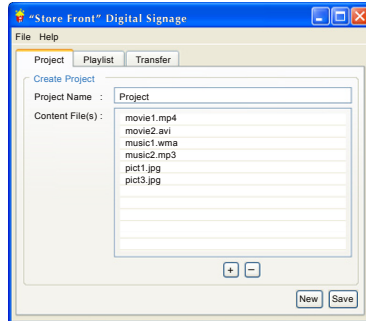 “Store Front” Digital Signage
File Help
Project Playlist Transfer
Create Project
Project Name : Project
Content File(s) :
movie1.mp4
movie2.avi
music1.wma
music2.mp3
pict1.jpg
pict3.jpg
+ −
New Save